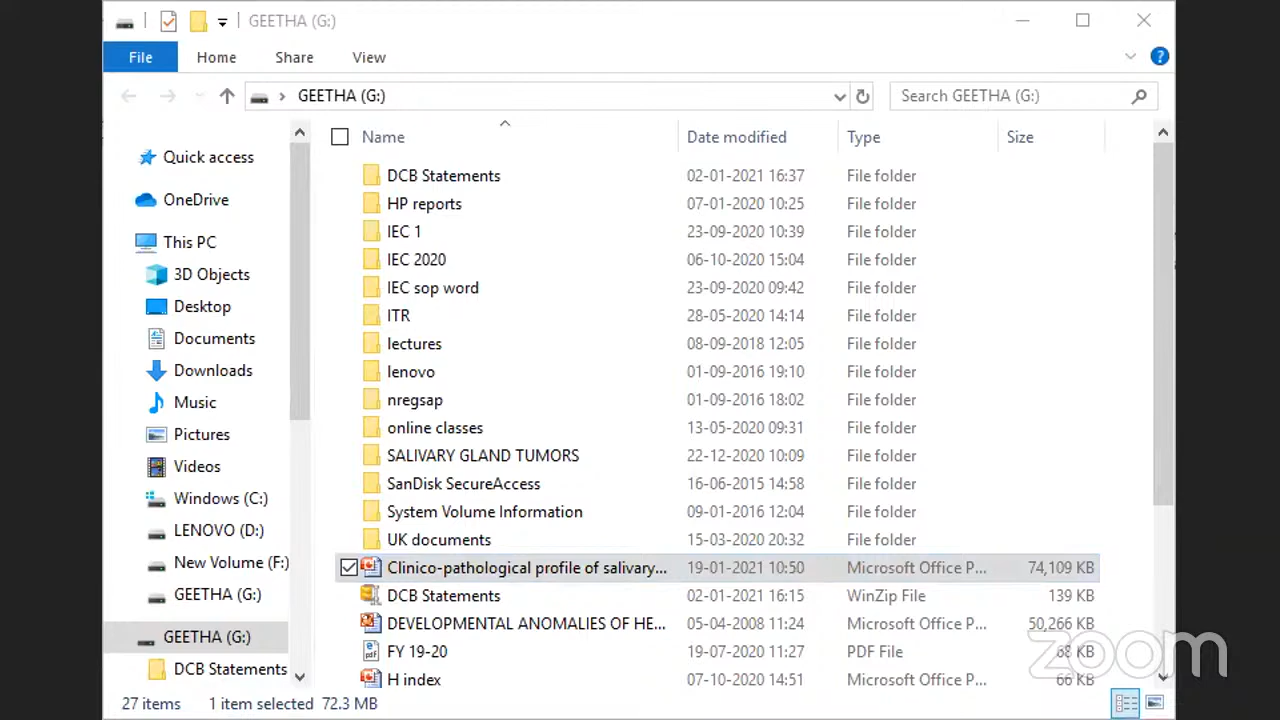 GEETHA (G:)
File Home Share View
GEETHA (G:) Search GEETHA (G:)
Name Date modified Type Size
Quick access
OneDrive
This PC
3D Objects
Desktop
Documents
Downloads
Music
Pictures
Videos
Windows (C:)
LENOVO (D:)
New Volume (F:)
GEETHA (G:)
GEETHA (G:)
DCB Statements
DCB Statements 02-01-2021 16:37 File folder
HP reports 07-01-2020 10:25 File folder
IEC 1 23-09-2020 10:39 File folder
IEC 2020 06-10-2020 15:04 File folder
IEC sop word 23-09-2020 09:42 File folder
ITR 28-05-2020 14:14 File folder
lectures 08-09-2018 12:05 File folder
lenovo 01-09-2016 19:10 File folder
nregsap 01-09-2016 18:02 File folder
online classes 13-05-2020 09:31 File folder
SALIVARY GLAND TUMORS 22-12-2020 10:09 File folder
SanDisk SecureAccess 16-06-2015 14:58 File folder
System Volume Information 09-01-2016 12:04 File folder
UK documents 15-03-2020 20:32 File folder
Clinico-pathological profile of salivary... 19-01-2021 10:50 Microsoft Office P... 74,109 KB
DCB Statements 02-01-2021 16:15 WinZip File 139 KB
DEVELOPMENTAL ANOMALIES OF HE... 05-04-2008 11:24 Microsoft Office P... 50,266 KB
FY 19-20 19-07-2020 11:27 PDF File 68 KB
H index 07-10-2020 14:51 Microsoft Office P... 66 KB
zoom
27 items 1 item selected 72.3 MB